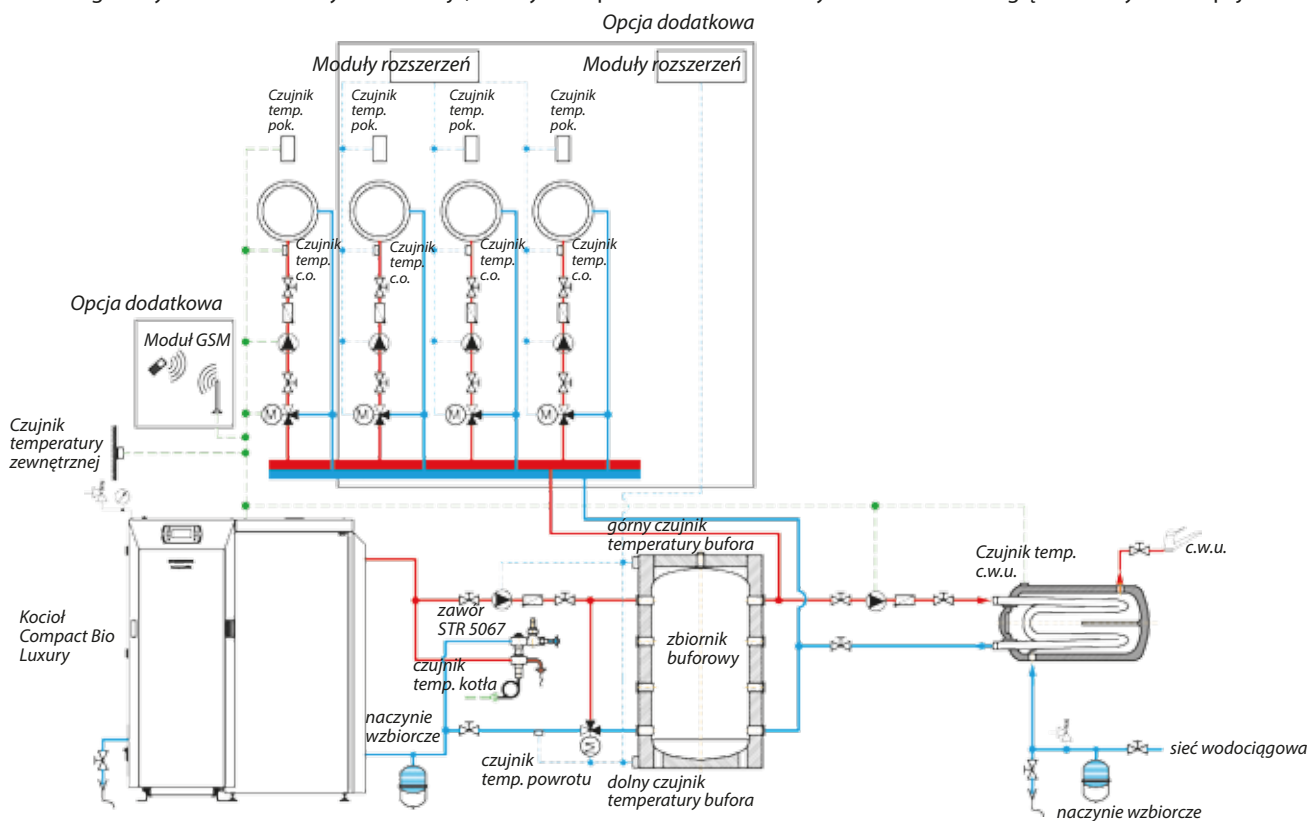 Opcja dodatkowa
Moduły rozszerzeń
Moduły rozszerzeń
Czujnik
temp.
pok.
Czujnik
temp.
pok.
Czujnik
temp.
pok.
Czujnik
temp.
pok.
Czujnik
temp.
c.o.
Czujnik
temp.
c.o.
Czujnik
temp.
c.o.
Czujnik
temp.
c.o.
Opcja dodatkowa
Moduł GSM
M
M
M
M
Czujnik
temperatury
zewnętrznej
górny czujnik
temperatury bufora
Czujnik temp.
c.w.u.
c.w.u.
Kocioł
Compact Bio
Luxury
zawór
STR 5067
czujnik
temp. kotła
zbiornik
buforowy
naczynie
wzbiorcze
M
czujnik
temp. powrotu
dolny czujnik
temperatury bufora
sieć wodociągowa
naczynie wzbiorcze